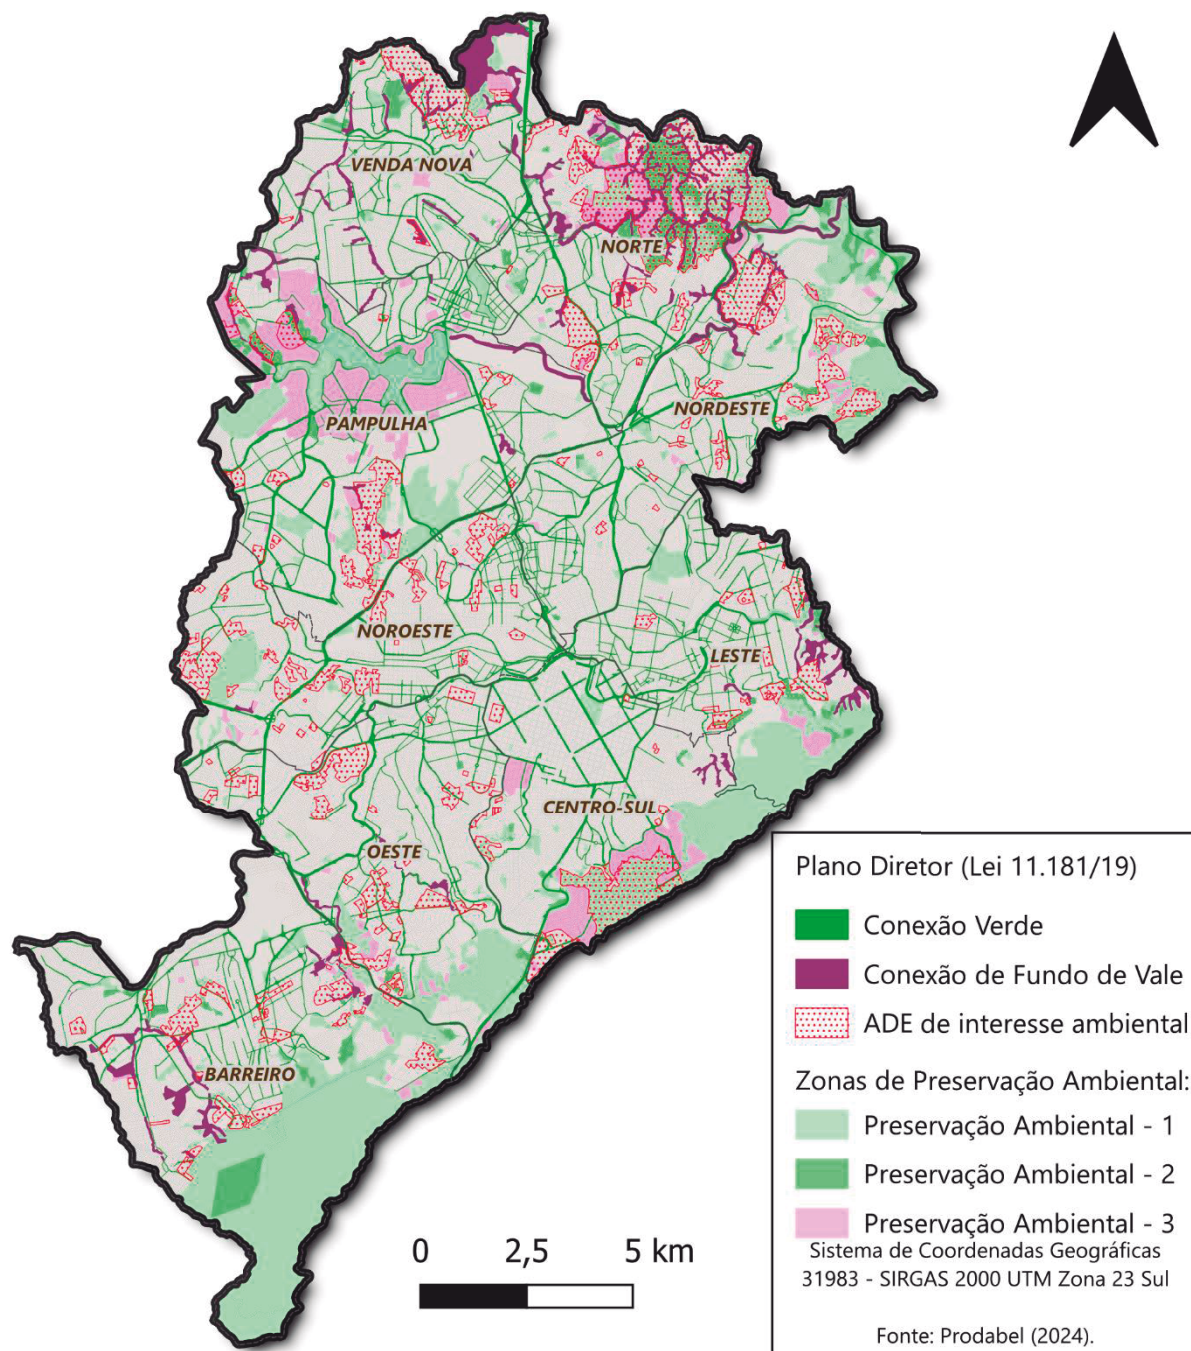 VENDA NOVA
NORTE
NORDESTE
PAMPULHA
NOROESTE
LESTE
CENTRO-SUL
OESTE
BARREIRO
0 2,5 5 km
Plano Diretor (Lei 11.181/19)
Conexão Verde
Conexão de Fundo de Vale
ADE de interesse ambiental
Zonas de Preservação Ambiental:
Preservação Ambiental - 1
Preservação Ambiental - 2
Preservação Ambiental - 3
Sistema de Coordenadas Geográficas
31983 - SIRGAS 2000 UTM Zona 23 Sul
Fonte: Prodabel (2024).